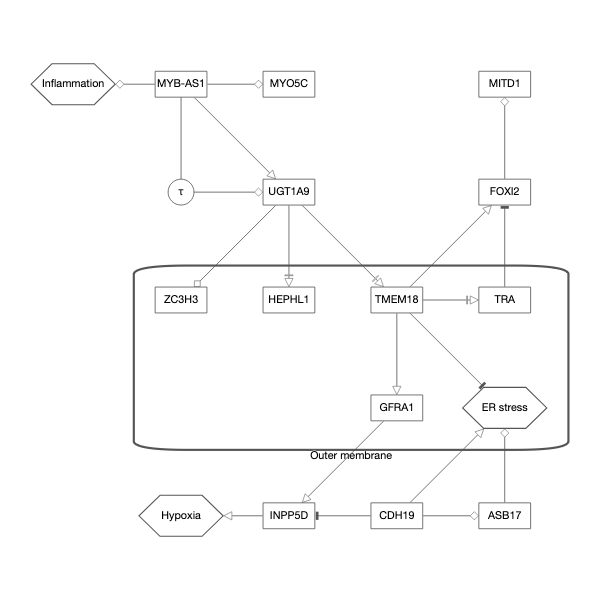 Inflammation
MYB-AS1
MYO5C
MITD1
τ
UGT1A9
FOXI2
ZC3H3
HEPHL1
TMEM18
TRA
GFRA1
ER stress
Outer membrane
Hypoxia
INPP5D
CDH19
ASB17